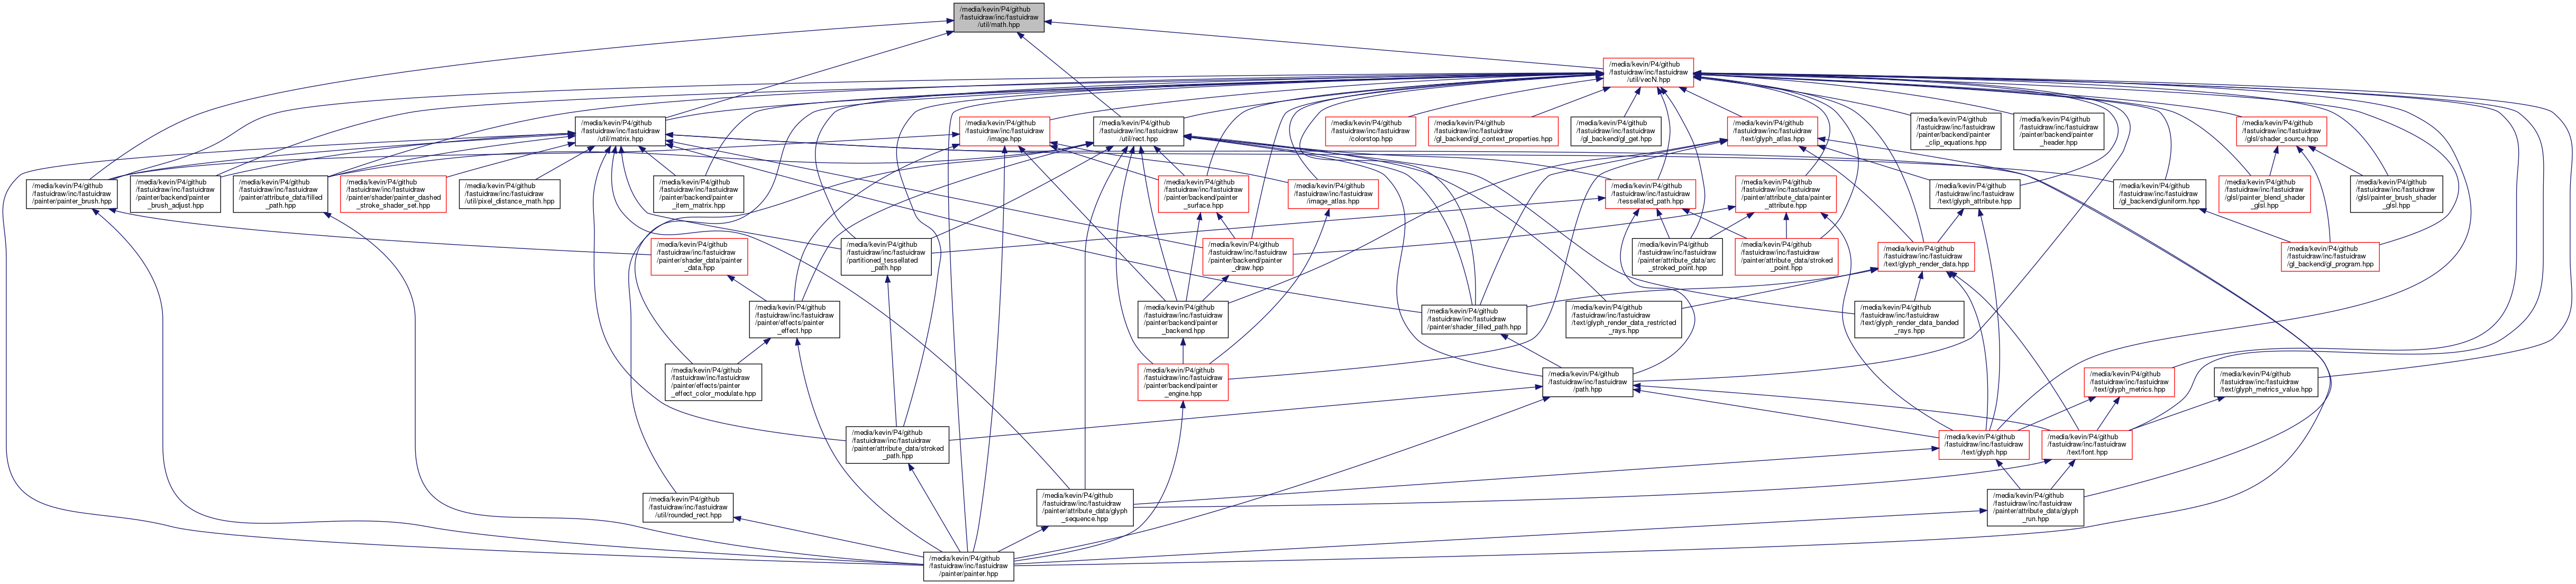 /media/kevin/P4/github
/fastuidraw/inc/fastuidraw
/util/math.hpp
/media/kevin/P4/github
/fastuidraw/inc/fastuidraw
/util/vecN.hpp
/media/kevin/P4/github
/fastuidraw/inc/fastuidraw
/util/matrix.hpp
/media/kevin/P4/github
/fastuidraw/inc/fastuidraw
/image.hpp
/media/kevin/P4/github
/fastuidraw/inc/fastuidraw
/util/rect.hpp
/media/kevin/P4/github
/fastuidraw/inc/fastuidraw
/colorstop.hpp
/media/kevin/P4/github
/fastuidraw/inc/fastuidraw
/gl_backend/gl_context_properties.hpp
/media/kevin/P4/github
/fastuidraw/inc/fastuidraw
/gl_backend/gl_get.hpp
/media/kevin/P4/github
/fastuidraw/inc/fastuidraw
/text/glyph_atlas.hpp
/media/kevin/P4/github
/fastuidraw/inc/fastuidraw
/painter/backend/painter
_clip_equations.hpp
/media/kevin/P4/github
/fastuidraw/inc/fastuidraw
/painter/backend/painter
_header.hpp
/media/kevin/P4/github
/fastuidraw/inc/fastuidraw
/glsl/shader_source.hpp
/media/kevin/P4/github
/fastuidraw/inc/fastuidraw
/painter/painter_brush.hpp
/media/kevin/P4/github
/fastuidraw/inc/fastuidraw
/painter/backend/painter
_brush_adjust.hpp
/media/kevin/P4/github
/fastuidraw/inc/fastuidraw
/painter/attribute_data/filled
_path.hpp
/media/kevin/P4/github
/fastuidraw/inc/fastuidraw
/painter/shader/painter_dashed
_stroke_shader_set.hpp
/media/kevin/P4/github
/fastuidraw/inc/fastuidraw
/util/pixel_distance_math.hpp
/media/kevin/P4/github
/fastuidraw/inc/fastuidraw
/painter/backend/painter
_item_matrix.hpp
/media/kevin/P4/github
/fastuidraw/inc/fastuidraw
/painter/backend/painter
_surface.hpp
/media/kevin/P4/github
/fastuidraw/inc/fastuidraw
/image_atlas.hpp
/media/kevin/P4/github
/fastuidraw/inc/fastuidraw
/tessellated_path.hpp
/media/kevin/P4/github
/fastuidraw/inc/fastuidraw
/painter/attribute_data/painter
_attribute.hpp
/media/kevin/P4/github
/fastuidraw/inc/fastuidraw
/text/glyph_attribute.hpp
/media/kevin/P4/github
/fastuidraw/inc/fastuidraw
/gl_backend/gluniform.hpp
/media/kevin/P4/github
/fastuidraw/inc/fastuidraw
/glsl/painter_blend_shader
_glsl.hpp
/media/kevin/P4/github
/fastuidraw/inc/fastuidraw
/glsl/painter_brush_shader
_glsl.hpp
/media/kevin/P4/github
/fastuidraw/inc/fastuidraw
/painter/shader_data/painter
_data.hpp
/media/kevin/P4/github
/fastuidraw/inc/fastuidraw
/partitioned_tessellated
_path.hpp
/media/kevin/P4/github
/fastuidraw/inc/fastuidraw
/painter/backend/painter
_draw.hpp
/media/kevin/P4/github
/fastuidraw/inc/fastuidraw
/painter/attribute_data/arc
_stroked_point.hpp
/media/kevin/P4/github
/fastuidraw/inc/fastuidraw
/painter/attribute_data/stroked
_point.hpp
/media/kevin/P4/github
/fastuidraw/inc/fastuidraw
/text/glyph_render_data.hpp
/media/kevin/P4/github
/fastuidraw/inc/fastuidraw
/gl_backend/gl_program.hpp
/media/kevin/P4/github
/fastuidraw/inc/fastuidraw
/painter/effects/painter
_effect.hpp
/media/kevin/P4/github
/fastuidraw/inc/fastuidraw
/painter/backend/painter
_backend.hpp
/media/kevin/P4/github
/fastuidraw/inc/fastuidraw
/painter/shader_filled_path.hpp
/media/kevin/P4/github
/fastuidraw/inc/fastuidraw
/text/glyph_render_data_restricted
_rays.hpp
/media/kevin/P4/github
/fastuidraw/inc/fastuidraw
/text/glyph_render_data_banded
_rays.hpp
/media/kevin/P4/github
/fastuidraw/inc/fastuidraw
/painter/effects/painter
_effect_color_modulate.hpp
/media/kevin/P4/github
/fastuidraw/inc/fastuidraw
/painter/backend/painter
_engine.hpp
/media/kevin/P4/github
/fastuidraw/inc/fastuidraw
/path.hpp
/media/kevin/P4/github
/fastuidraw/inc/fastuidraw
/text/glyph_metrics.hpp
/media/kevin/P4/github
/fastuidraw/inc/fastuidraw
/text/glyph_metrics_value.hpp
/media/kevin/P4/github
/fastuidraw/inc/fastuidraw
/painter/attribute_data/stroked
_path.hpp
/media/kevin/P4/github
/fastuidraw/inc/fastuidraw
/text/glyph.hpp
/media/kevin/P4/github
/fastuidraw/inc/fastuidraw
/text/font.hpp
/media/kevin/P4/github
/fastuidraw/inc/fastuidraw
/util/rounded_rect.hpp
/media/kevin/P4/github
/fastuidraw/inc/fastuidraw
/painter/attribute_data/glyph
_sequence.hpp
/media/kevin/P4/github
/fastuidraw/inc/fastuidraw
/painter/attribute_data/glyph
_run.hpp
/media/kevin/P4/github
/fastuidraw/inc/fastuidraw
/painter/painter.hpp